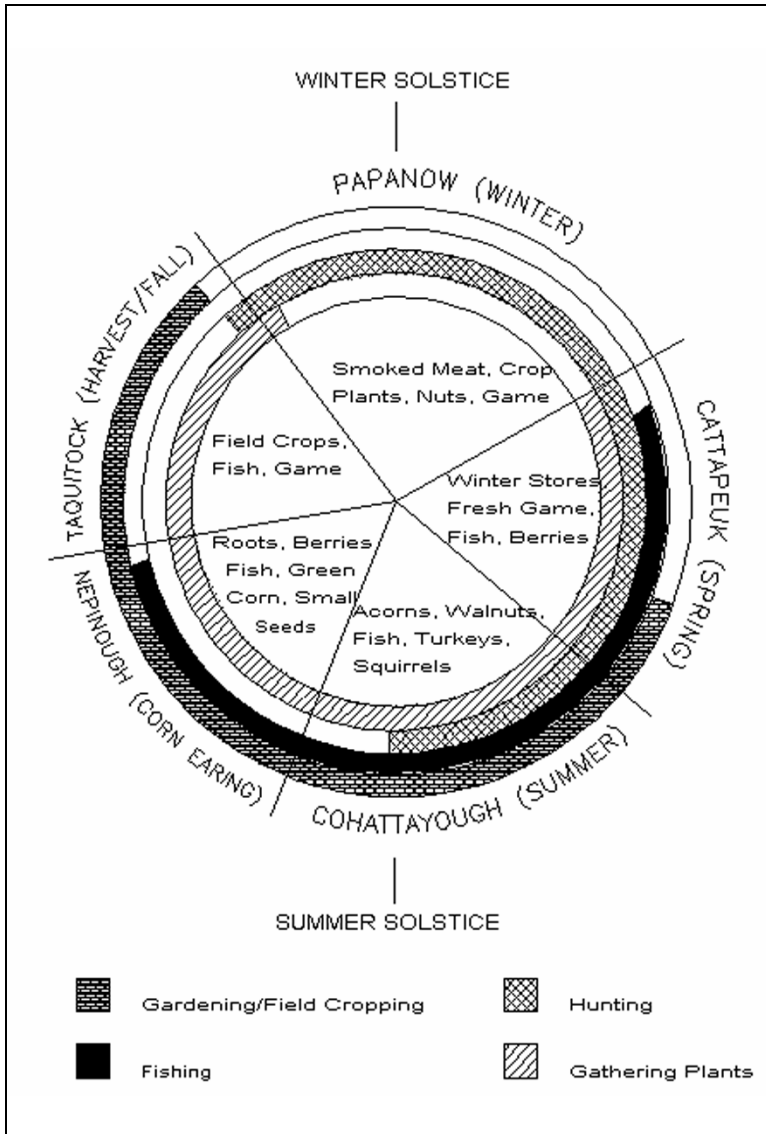 WINTER SOLSTICE
PAPANOW (WINTER)
TAQUITOCK (HARVEST/FALL)
CATTAPEUK (SPRING)
NEPINOUGH (CORN EARING)
COHATTAYOUGH (SUMMER)
Smoked Meat, Crop
Plants, Nuts, Game
Field Crops,
Fish, Game
Winter Stores
Fresh Game,
Fish, Berries
Roots, Berries
Fish, Green
Corn, Small
Seeds
Acorns, Walnuts,
Fish, Turkeys,
Squirrels
SUMMER SOLSTICE
Gardening/Field Cropping
Hunting
Fishing
Gathering Plants